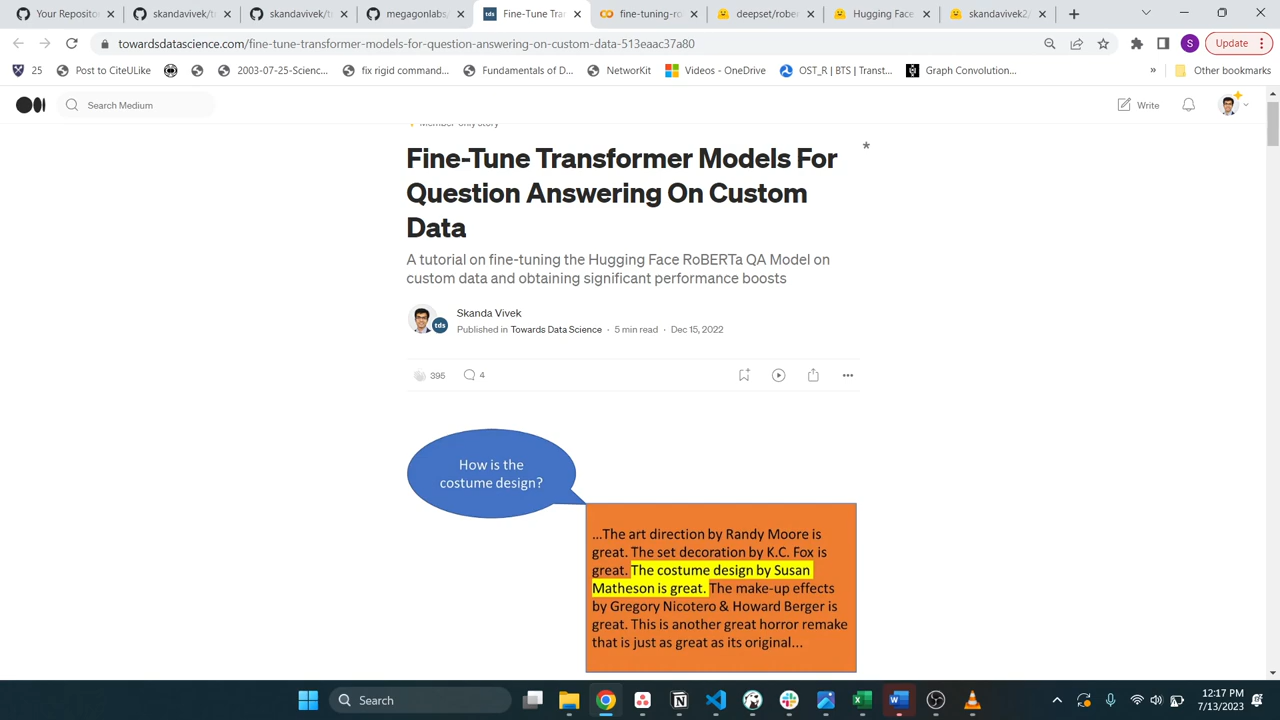 Your Reposito
skandavivek/t
skandavivek/t
megagonlabs/
tds Fine-Tune Tra
fine-tuning-ro
deepset/robe
Hugging Face
skandavivek2/
towardsdatascience.com/fine-tune-transformer-models-for-question-answering-on-custom-data-513eaac37a80
S
Update
25
Post to CiteULike
2003-07-25-Scienc...
fix rigid command...
Fundamentals of D...
NetworKit
Videos - OneDrive
OST_R | BTS | Transt...
Graph Convolution...
»
Other bookmarks
Search Medium
Write
Member-only story
Fine-Tune Transformer Models For
Question Answering On Custom
Data
*
A tutorial on fine-tuning the Hugging Face RoBERTa QA Model on
custom data and obtaining significant performance boosts
Skanda Vivek
tds
Published in Towards Data Science · 5 min read · Dec 15, 2022
395
4
How is the
costume design?
...The art direction by Randy Moore is
great. The set decoration by K.C. Fox is
great. The costume design by Susan
Matheson is great. The make-up effects
by Gregory Nicotero & Howard Berger is
great. This is another great horror remake
that is just as great as its original...
Search
12:17 PM
7/13/2023